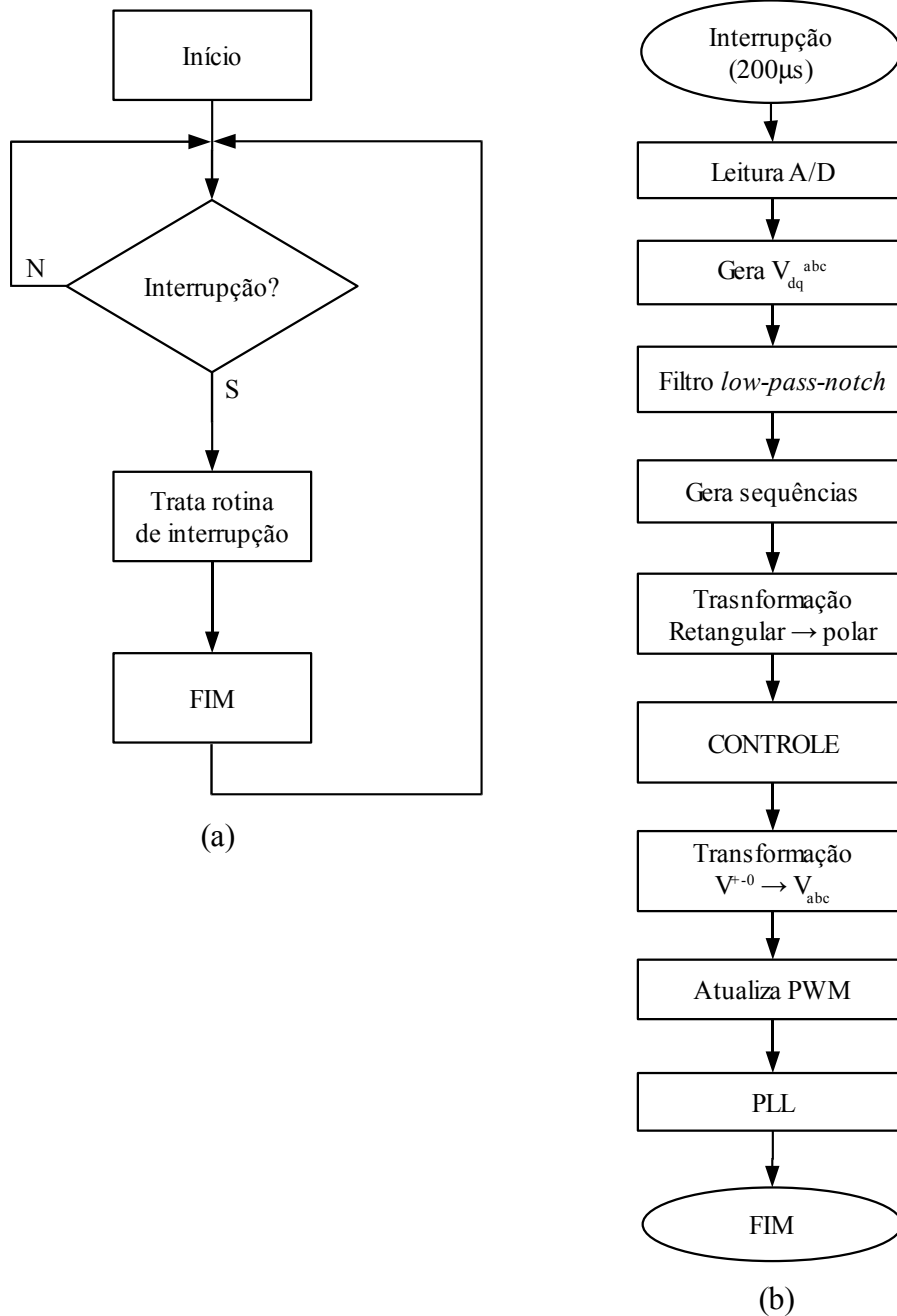 Início
N
Interrupção?
S
Trata rotina
de interrupção
FIM
(a)
Interrupção
(200μs)
Leitura A/D
Gera V_dq^abc
Filtro low-pass-notch
Gera sequências
Trasnformação
Retangular → polar
CONTROLE
Transformação
V^+-0 → V_abc
Atualiza PWM
PLL
FIM
(b)